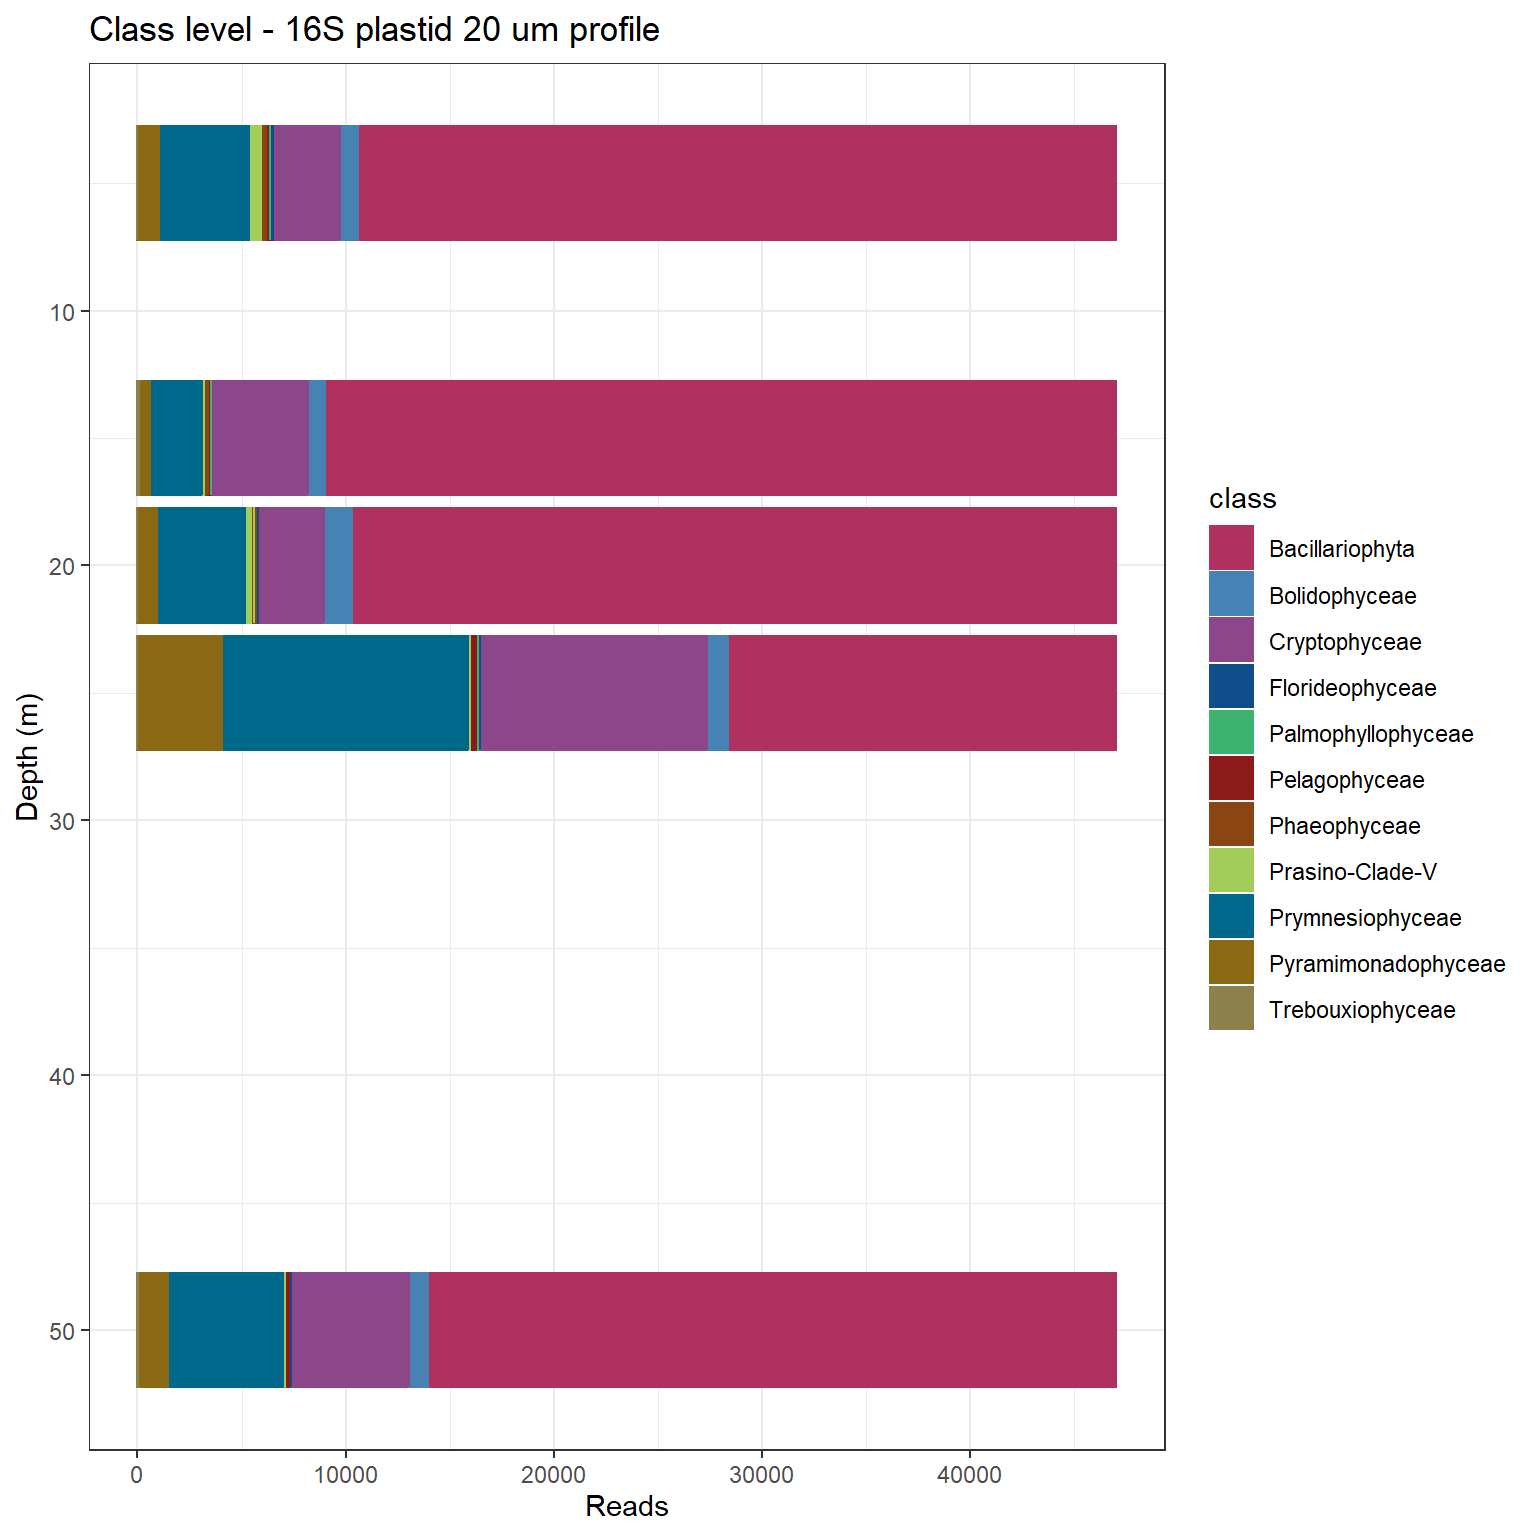 Class level - 16S plastid 20 um profile
10
20
30
40
50
Depth (m)
0 10000 20000 30000 40000
Reads
class
Bacillariophyta
Bolidophyceae
Cryptophyceae
Florideophyceae
Palmophyllophyceae
Pelagophyceae
Phaeophyceae
Prasino-Clade-V
Prymnesiophyceae
Pyramimonadophyceae
Trebouxiophyceae